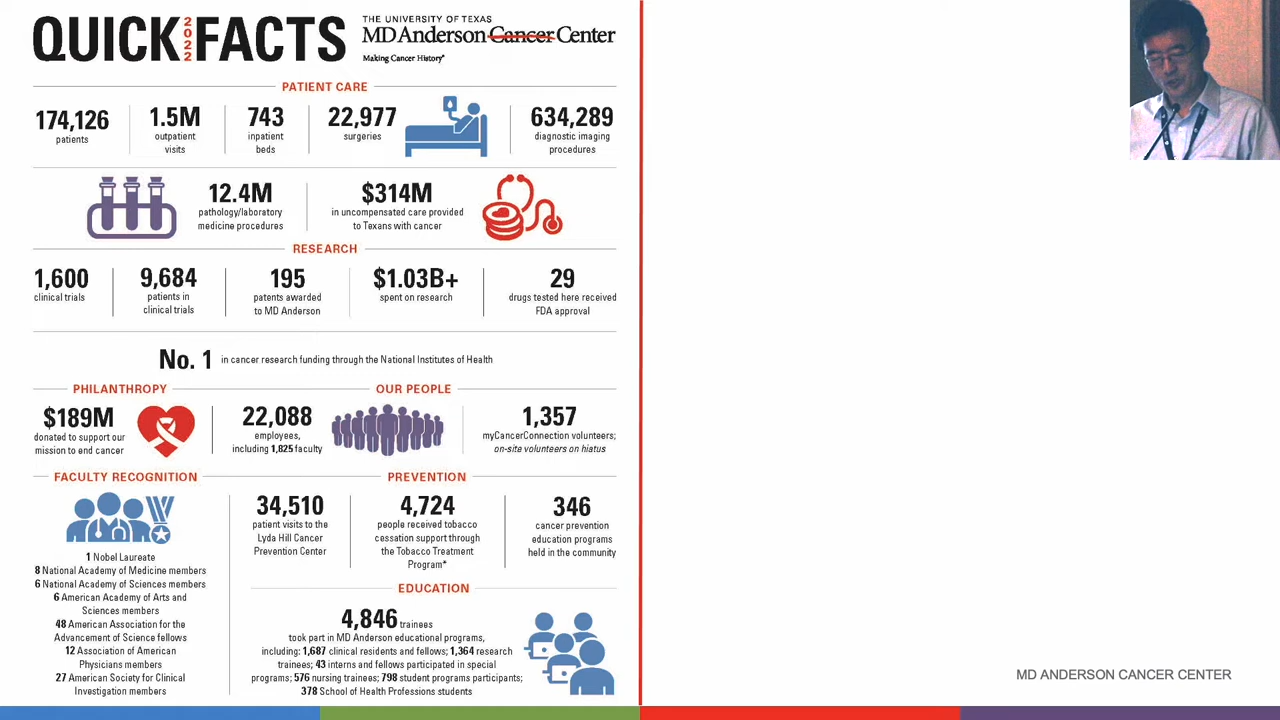 QUICK 2022 FACTS
THE UNIVERSITY OF TEXAS
MD Anderson Cancer Center
Making Cancer History®
PATIENT CARE
174,126
patients
1.5M
outpatient
visits
743
inpatient
beds
22,977
surgeries
634,289
diagnostic imaging
procedures
12.4M
pathology/laboratory
medicine procedures
$314M
in uncompensated care provided
to Texans with cancer
RESEARCH
1,600
clinical trials
9,684
patients in
clinical trials
195
patents awarded
to MD Anderson
$1.03B+
spent on research
29
drugs tested here received
FDA approval
No. 1 in cancer research funding through the National Institutes of Health
PHILANTHROPY
$189M
donated to support our
mission to end cancer
OUR PEOPLE
22,088
employees,
including 1,825 faculty
1,357
myCancerConnection volunteers;
on-site volunteers on hiatus
FACULTY RECOGNITION
1 Nobel Laureate
8 National Academy of Medicine members
6 National Academy of Sciences members
6 American Academy of Arts and
Sciences members
48 American Association for the
Advancement of Science fellows
12 Association of American
Physicians members
27 American Society for Clinical
Investigation members
PREVENTION
34,510
patient visits to the
Lyda Hill Cancer
Prevention Center
4,724
people received tobacco
cessation support through
the Tobacco Treatment
Program*
346
cancer prevention
education programs
held in the community
EDUCATION
4,846 trainees
took part in MD Anderson educational programs,
including: 1,687 clinical residents and fellows; 1,364 research
trainees; 43 interns and fellows participated in special
programs; 576 nursing trainees; 798 student programs participants;
378 School of Health Professions students
MD ANDERSON CANCER CENTER